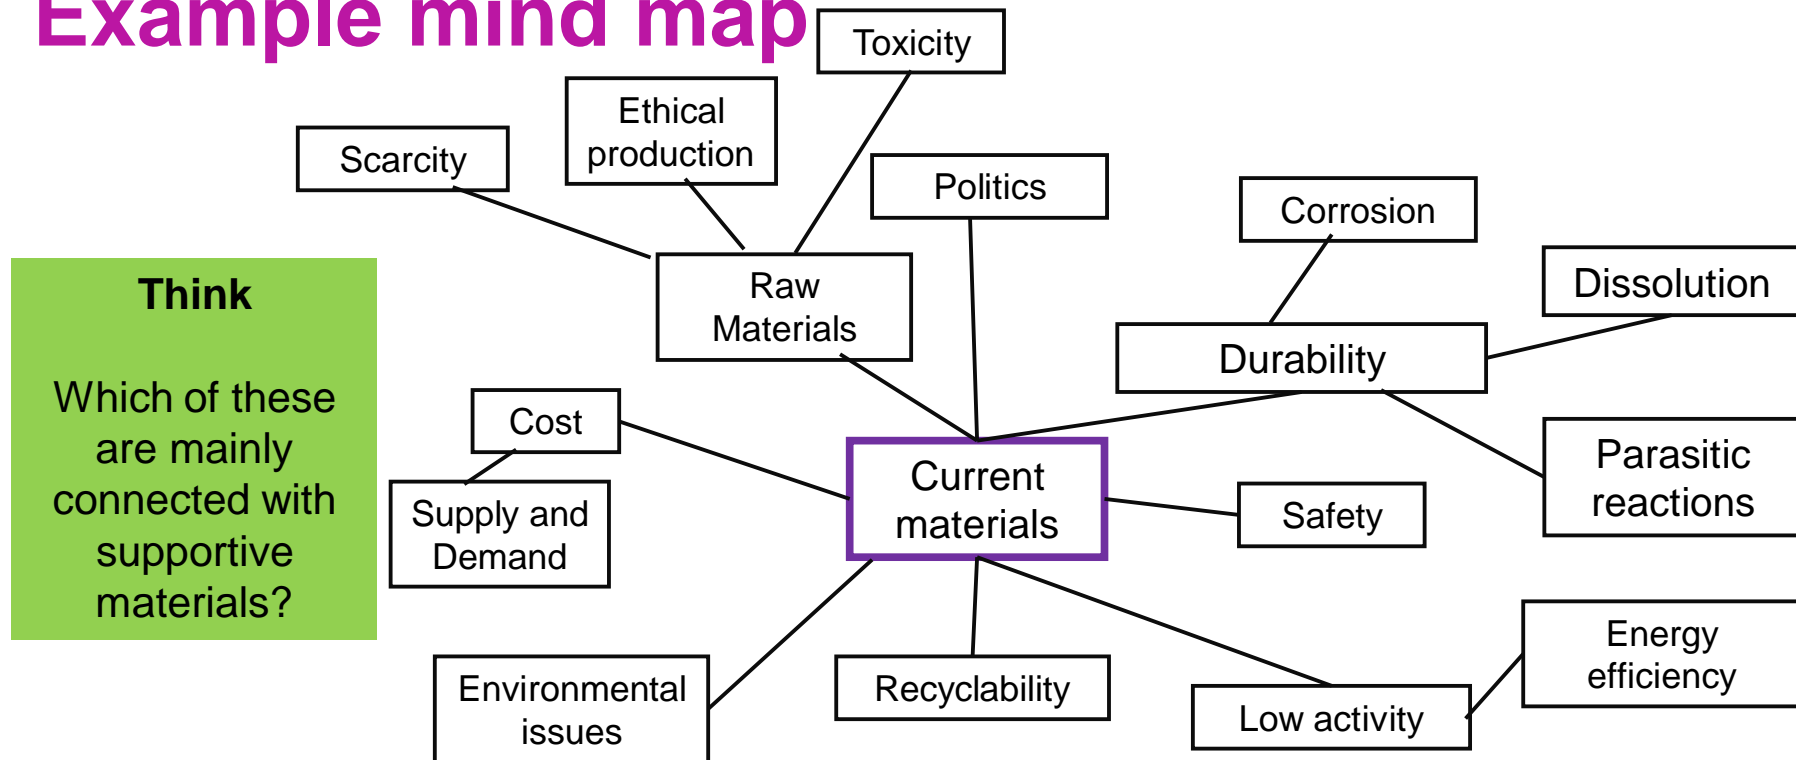 Example mind map
Toxicity
Ethical
production
Scarcity
Politics
Corrosion
Dissolution
Raw
Materials
Durability
Think
Which of these
are mainly
connected with
supportive
materials?
Cost
Supply and
Demand
Current
materials
Safety
Parasitic
reactions
Environmental
issues
Recyclability
Low activity
Energy
efficiency